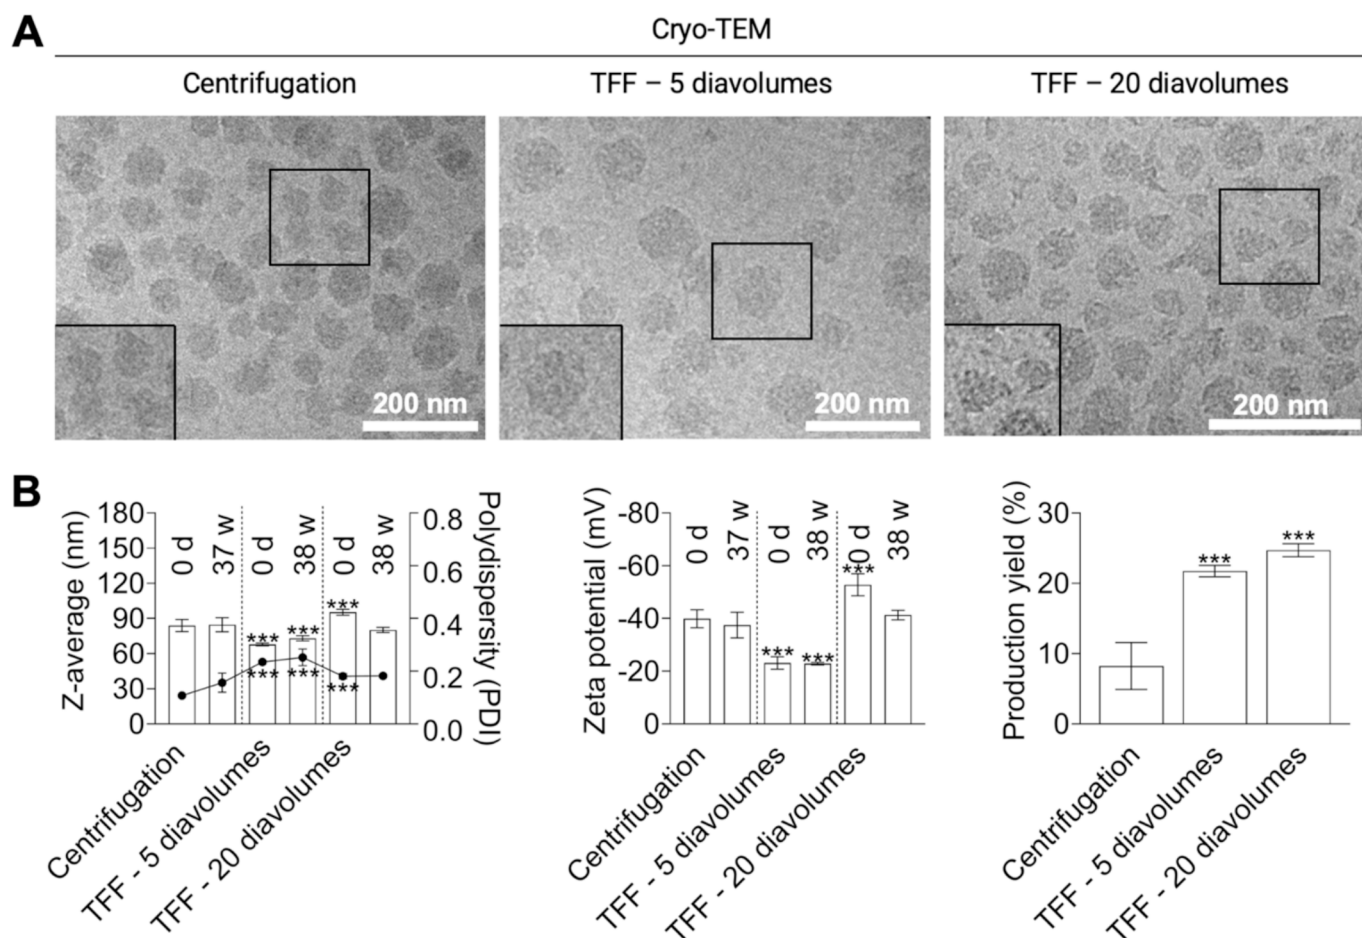 A
Cryo-TEM
Centrifugation
TFF – 5 diavolumes
TFF – 20 diavolumes
200 nm
200 nm
200 nm
B
Z-average (nm)
180
150
120
90
60
30
0
0 d
37 w
0 d
38 w
0 d
38 w
***
***
***
***
***
***
0.8
0.6
0.4
0.2
0.0
Polydispersity (PDI)
Centrifugation
TFF - 5 diavolumes
TFF - 20 diavolumes
Zeta potential (mV)
-80
-60
-40
-20
0
0 d
37 w
0 d
38 w
0 d
38 w
***
***
***
Centrifugation
TFF - 5 diavolumes
TFF - 20 diavolumes
Production yield (%)
30
20
10
0
***
***
Centrifugation
TFF - 5 diavolumes
TFF - 20 diavolumes